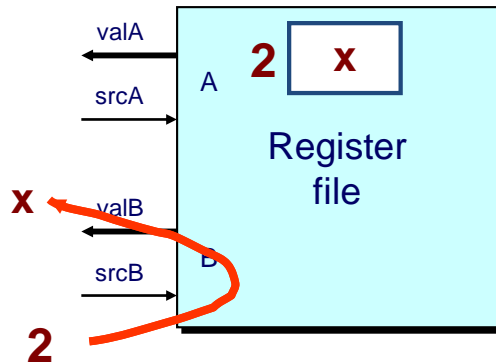 valA
2 x
A
srcA
Register
file
x
valB
B
srcB
2